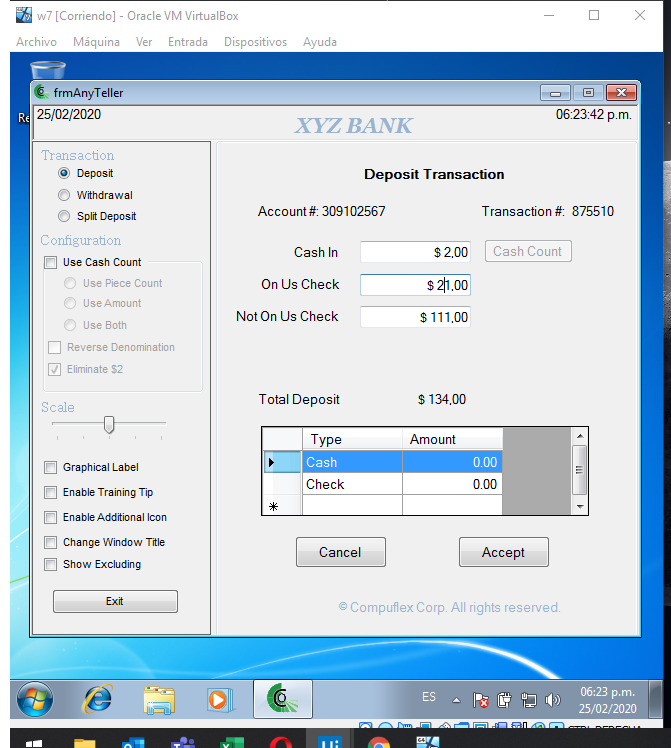 w7 [Corriendo] - Oracle VM VirtualBox
Archivo Máquina Ver Entrada Dispositivos Ayuda
frmAnyTeller
25/02/2020
XYZ BANK
06:23:42 p.m.
Transaction
Deposit
Withdrawal
Split Deposit
Configuration
Use Cash Count
Use Piece Count
Use Amount
Use Both
Reverse Denomination
Eliminate $2
Scale
Graphical Label
Enable Training Tip
Enable Additional Icon
Change Window Title
Show Excluding
Exit
Deposit Transaction
Account #: 309102567 Transaction #: 875510
Cash In $ 2,00 Cash Count
On Us Check $ 21,00
Not On Us Check $ 111,00
Total Deposit $ 134,00
Type Amount
Cash 0.00
Check 0.00
Cancel Accept
© Compuflex Corp. All rights reserved.
ES
06:23 p.m.
25/02/2020
CTRL DERECHA